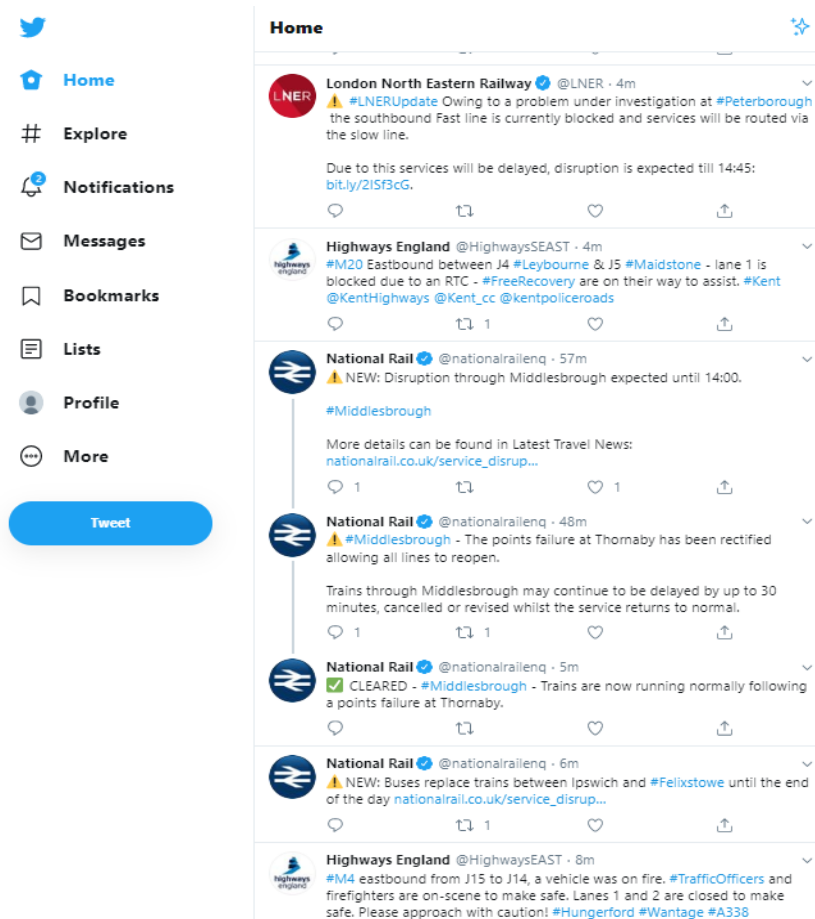 Home
Explore
2
Notifications
Messages
Bookmarks
Lists
Profile
More
Tweet
Home
LNER
London North Eastern Railway @LNER · 4m
⚠ #LNERUpdate Owing to a problem under investigation at #Peterborough
the southbound Fast line is currently blocked and services will be routed via
the slow line.
Due to this services will be delayed, disruption is expected till 14:45:
bit.ly/2ISf3cG.
highways
england
Highways England @HighwaysSEAST · 4m
#M20 Eastbound between J4 #Leybourne & J5 #Maidstone - lane 1 is
blocked due to an RTC - #FreeRecovery are on their way to assist. #Kent
@KentHighways @Kent_cc @kentpoliceroads
1
National Rail @nationalrailenq · 57m
⚠ NEW: Disruption through Middlesbrough expected until 14:00.
#Middlesbrough
More details can be found in Latest Travel News:
nationalrail.co.uk/service_disrup...
1 1
National Rail @nationalrailenq · 48m
⚠ #Middlesbrough - The points failure at Thornaby has been rectified
allowing all lines to reopen.
Trains through Middlesbrough may continue to be delayed by up to 30
minutes, cancelled or revised whilst the service returns to normal.
1 1
National Rail @nationalrailenq · 5m
✅ CLEARED - #Middlesbrough - Trains are now running normally following
a points failure at Thornaby.
National Rail @nationalrailenq · 6m
⚠ NEW: Buses replace trains between Ipswich and #Felixstowe until the end
of the day nationalrail.co.uk/service_disrup...
1
highways
england
Highways England @HighwaysEAST · 8m
#M4 eastbound from J15 to J14, a vehicle was on fire. #TrafficOfficers and
firefighters are on-scene to make safe. Lanes 1 and 2 are closed to make
safe. Please approach with caution! #Hungerford #Wantage #A338